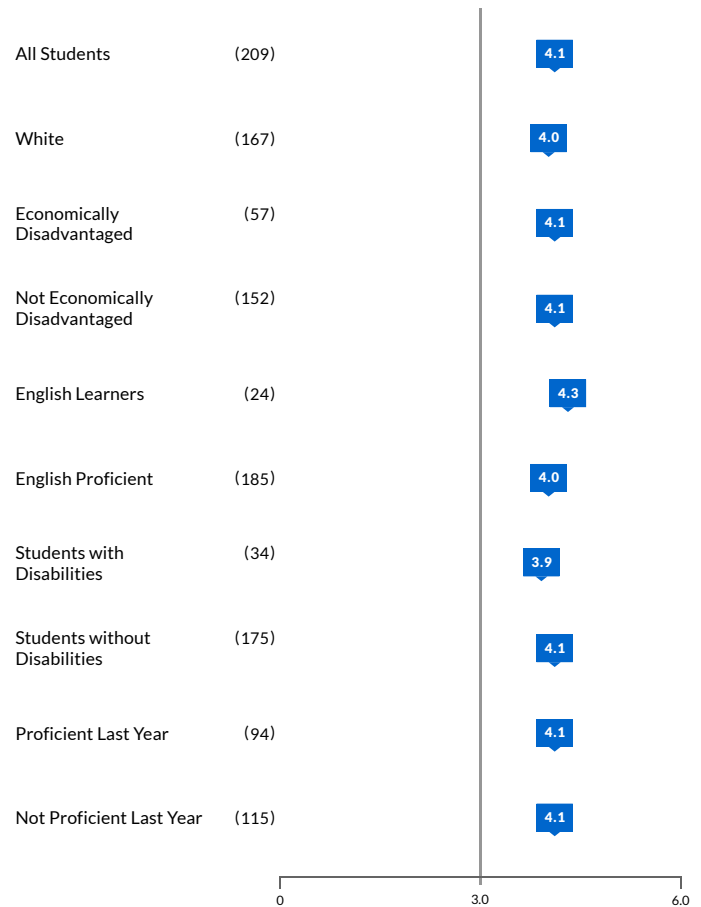 All Students (209) 4.1
White (167) 4.0
Economically (57)
Disadvantaged 4.1
Not Economically (152)
Disadvantaged 4.1
English Learners (24) 4.3
English Proficient (185) 4.0
Students with (34)
Disabilities 3.9
Students without (175)
Disabilities 4.1
Proficient Last Year (94) 4.1
Not Proficient Last Year (115) 4.1
0 3.0 6.0